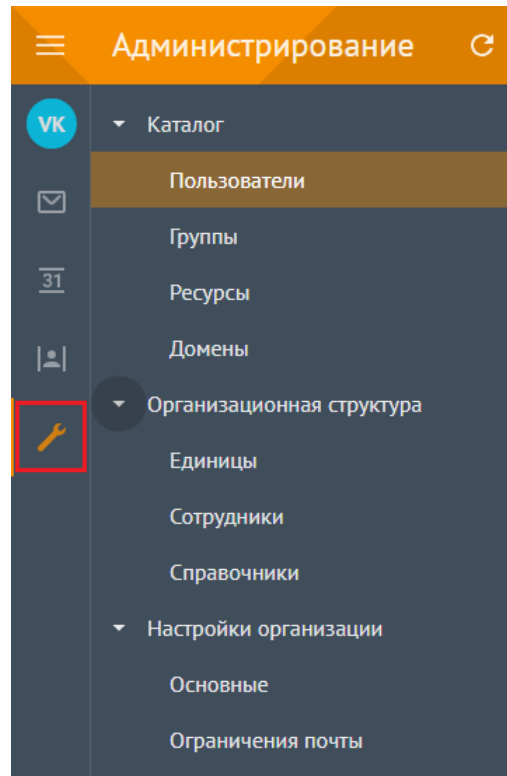 Администрирование
VK
Каталог
Пользователи
Группы
31
Ресурсы
Домены
Организационная структура
Единицы
Сотрудники
Справочники
Настройки организации
Основные
Ограничения почты